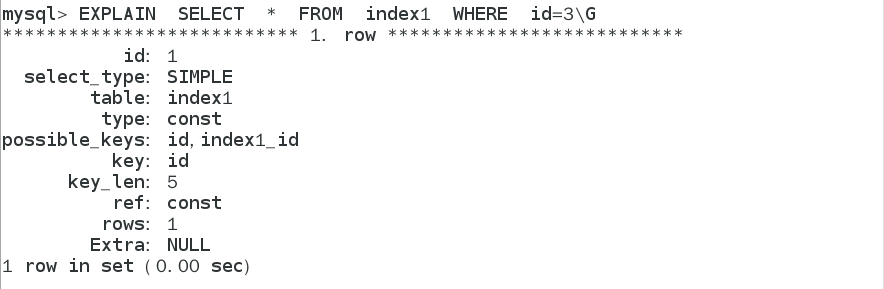 mysql> EXPLAIN  SELECT  *  FROM  index1  WHERE  id=3\G
*************************** 1. row ***************************
           id: 1
  select_type: SIMPLE
        table: index1
         type: const
possible_keys: id,index1_id
          key: id
      key_len: 5
          ref: const
         rows: 1
        Extra: NULL
1 row in set (0.00 sec)